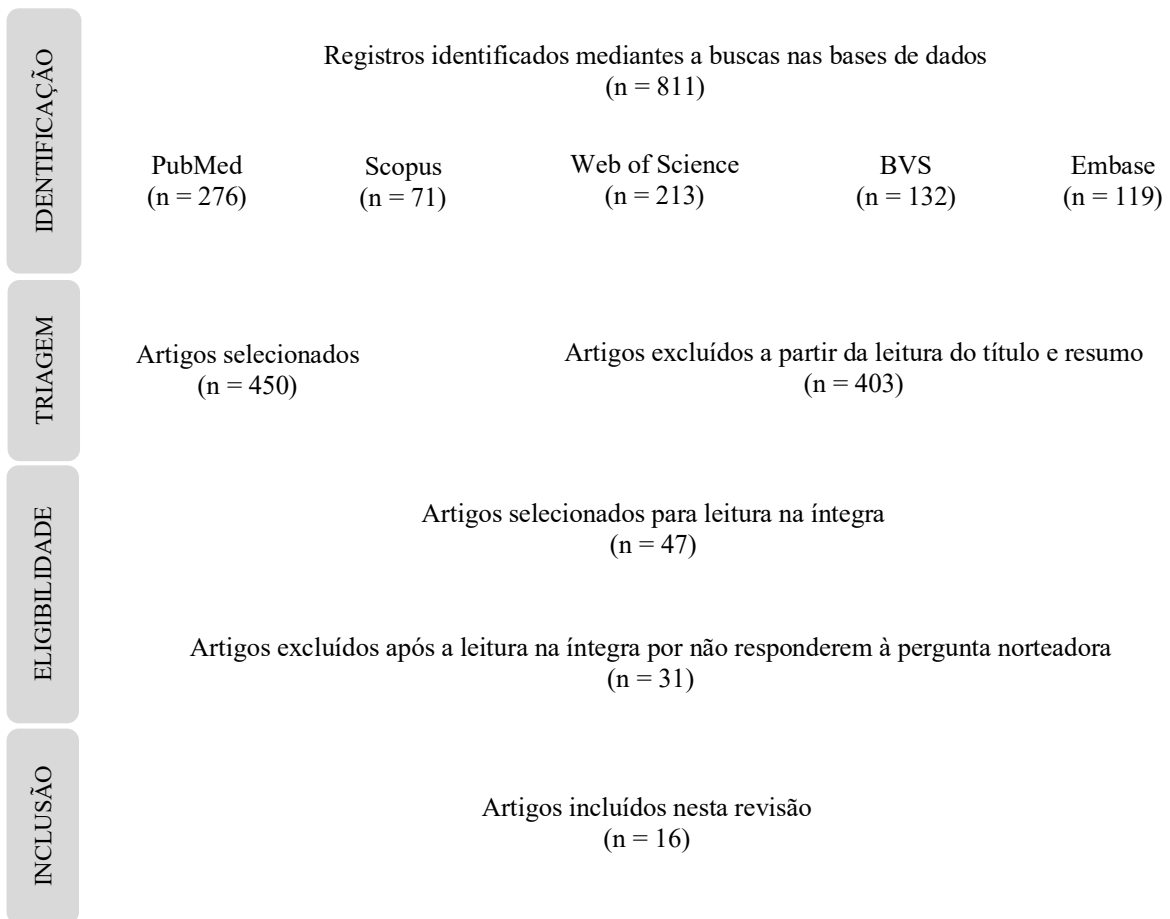 IDENTIFICAÇÃO
Registros identificados mediantes a buscas nas bases de dados
(n = 811)
PubMed
(n = 276)
Scopus
(n = 71)
Web of Science
(n = 213)
BVS
(n = 132)
Embase
(n = 119)
TRIAGEM
Artigos selecionados
(n = 450)
Artigos excluídos a partir da leitura do título e resumo
(n = 403)
ELIGIBILIDADE
Artigos selecionados para leitura na íntegra
(n = 47)
Artigos excluídos após a leitura na íntegra por não responderem à pergunta norteadora
(n = 31)
INCLUSÃO
Artigos incluídos nesta revisão
(n = 16)